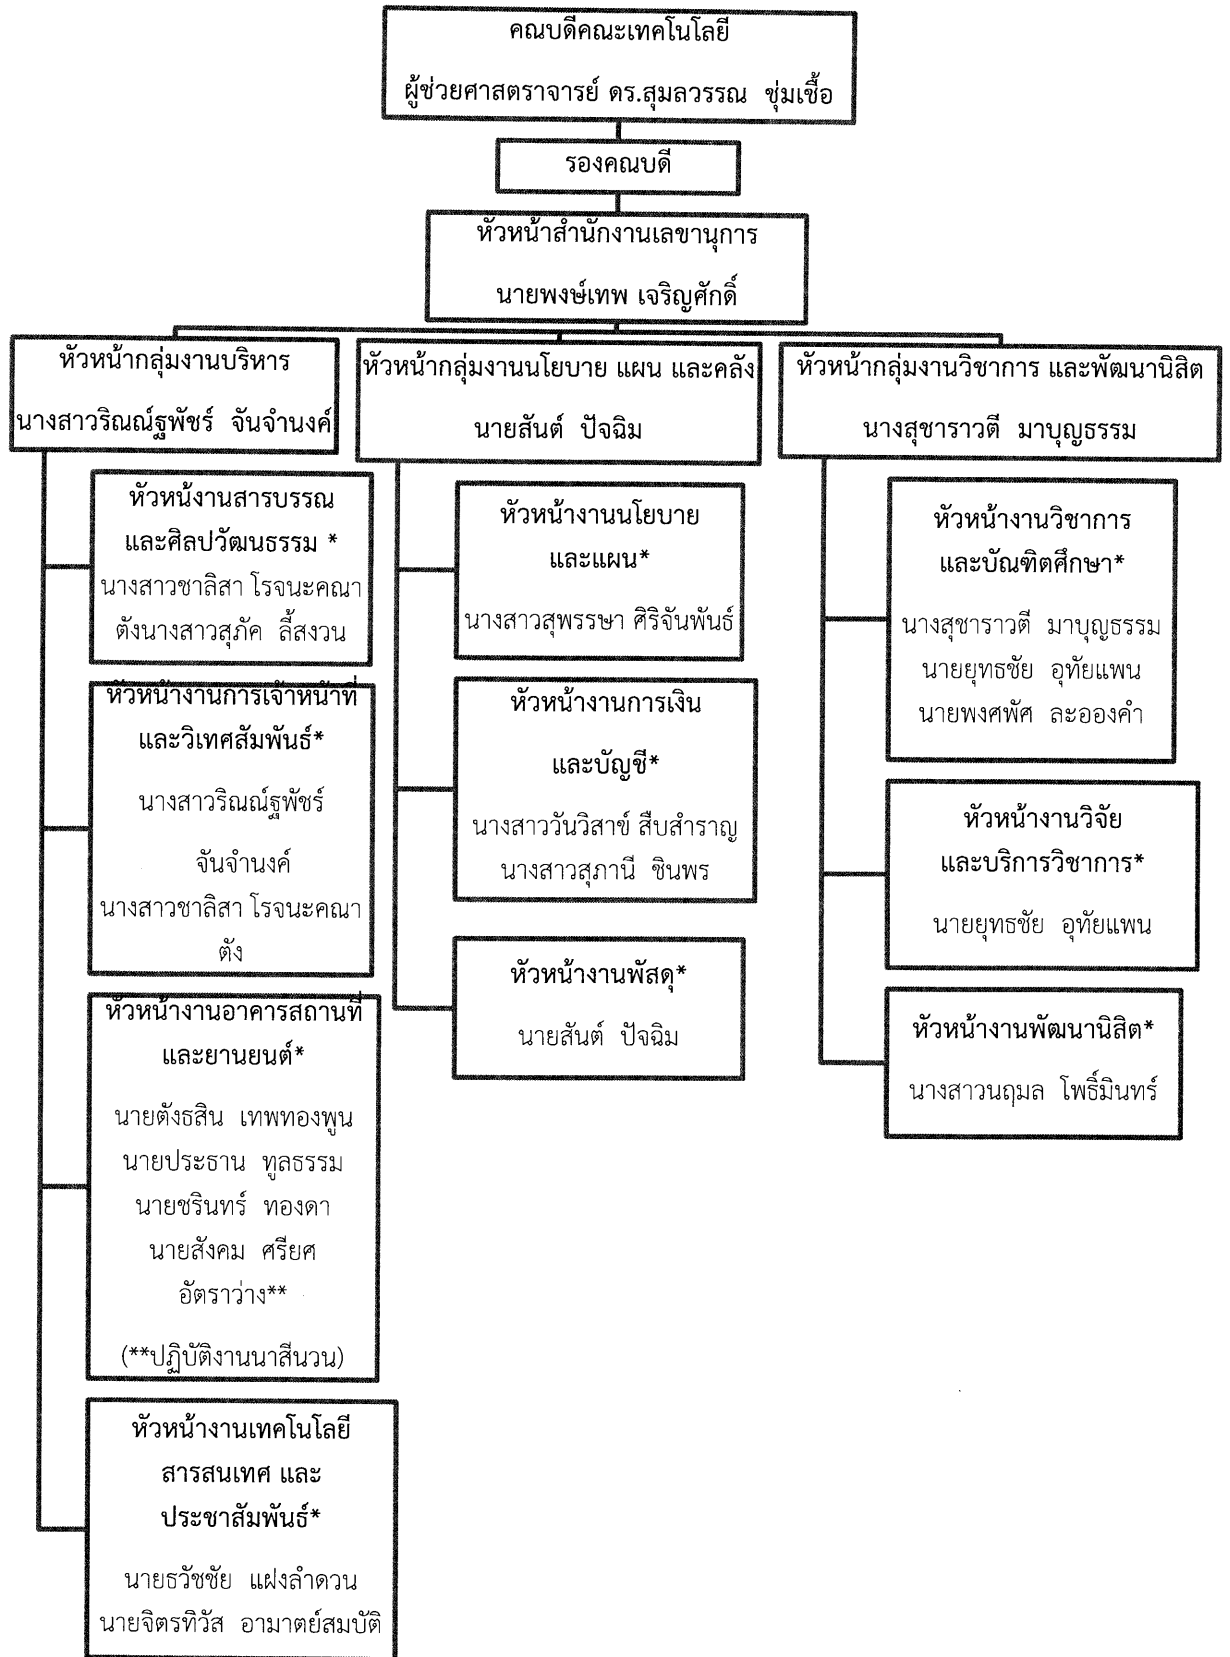 คณบดีคณะเทคโนโลยี
ผู้ช่วยศาสตราจารย์ ดร.สุมลวรรณ ชุ่มเชื้อ
รองคณบดี
หัวหน้าสำนักงานเลขานุการ
นายพงษ์เทพ เจริญศักดิ์
หัวหน้ากลุ่มงานบริหาร
นางสาวริณณ์ฐพัชร์ จันจำนงค์
หัวหน้งานสารบรรณ
และศิลปวัฒนธรรม *
นางสาวชาลิสา โรจนะคณา
ตังนางสาวสุภัค ลี้สงวน
หัวหน้างานการเจ้าหน้าที่
และวิเทศสัมพันธ์*
นางสาวริณณ์ฐพัชร์
จันจำนงค์
นางสาวชาลิสา โรจนะคณา
ตัง
หัวหน้างานอาคารสถานที่
และยานยนต์*
นายตังธสิน เทพทองพูน
นายประธาน ทูลธรรม
นายชรินทร์ ทองดา
นายสังคม ศรียศ
อัตราว่าง**
(**ปฏิบัติงานนาสีนวน)
หัวหน้างานเทคโนโลยี
สารสนเทศ และ
ประชาสัมพันธ์*
นายธวัชชัย แฝงลำดวน
นายจิตรทิวัส อามาตย์สมบัติ
หัวหน้ากลุ่มงานนโยบาย แผน และคลัง
นายสันต์ ปัจฉิม
หัวหน้างานนโยบาย
และแผน*
นางสาวสุพรรษา ศิริจันพันธ์
หัวหน้างานการเงิน
และบัญชี*
นางสาววันวิสาข์ สืบสำราญ
นางสาวสุภานี ชินพร
หัวหน้างานพัสดุ*
นายสันต์ ปัจฉิม
หัวหน้ากลุ่มงานวิชาการ และพัฒนานิสิต
นางสุชาราวตี มาบุญธรรม
หัวหน้างานวิชาการ
และบัณฑิตศึกษา*
นางสุชาราวตี มาบุญธรรม
นายยุทธชัย อุทัยแพน
นายพงศพัศ ละอองคำ
หัวหน้างานวิจัย
และบริการวิชาการ*
นายยุทธชัย อุทัยแพน
หัวหน้างานพัฒนานิสิต*
นางสาวนฤมล โพธิ์มินทร์